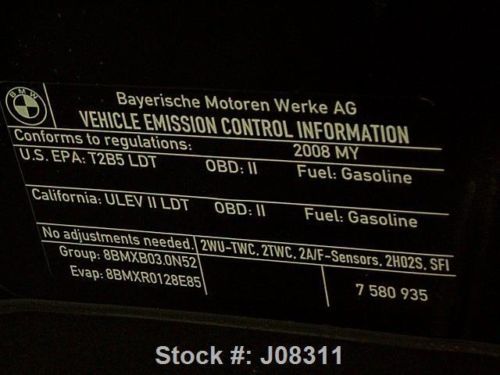 BMW
Bayerische Motoren Werke AG
VEHICLE EMISSION CONTROL INFORMATION
Conforms to regulations: 2008 MY
U.S. EPA: T2B5 LDT OBD: II Fuel: Gasoline
California: ULEV II LDT OBD: II Fuel: Gasoline
No adjustments needed. 2WU-TWC, 2TWC, 2A/F-Sensors, 2HO2S, SFI
Group: 8BMXB03.0N52
Evap: 8BMXR0128E85 7 580 935
Stock #: J08311